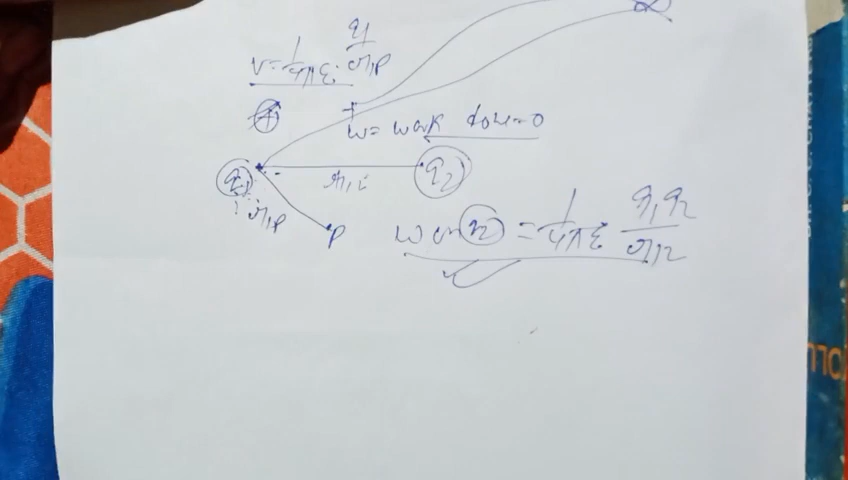 V = 1/4πε · q1/r1p
∞
+
W = work done = 0
q1 r1,2 q2
r1p P
W on q2 = 1/4πε q1q2/r12